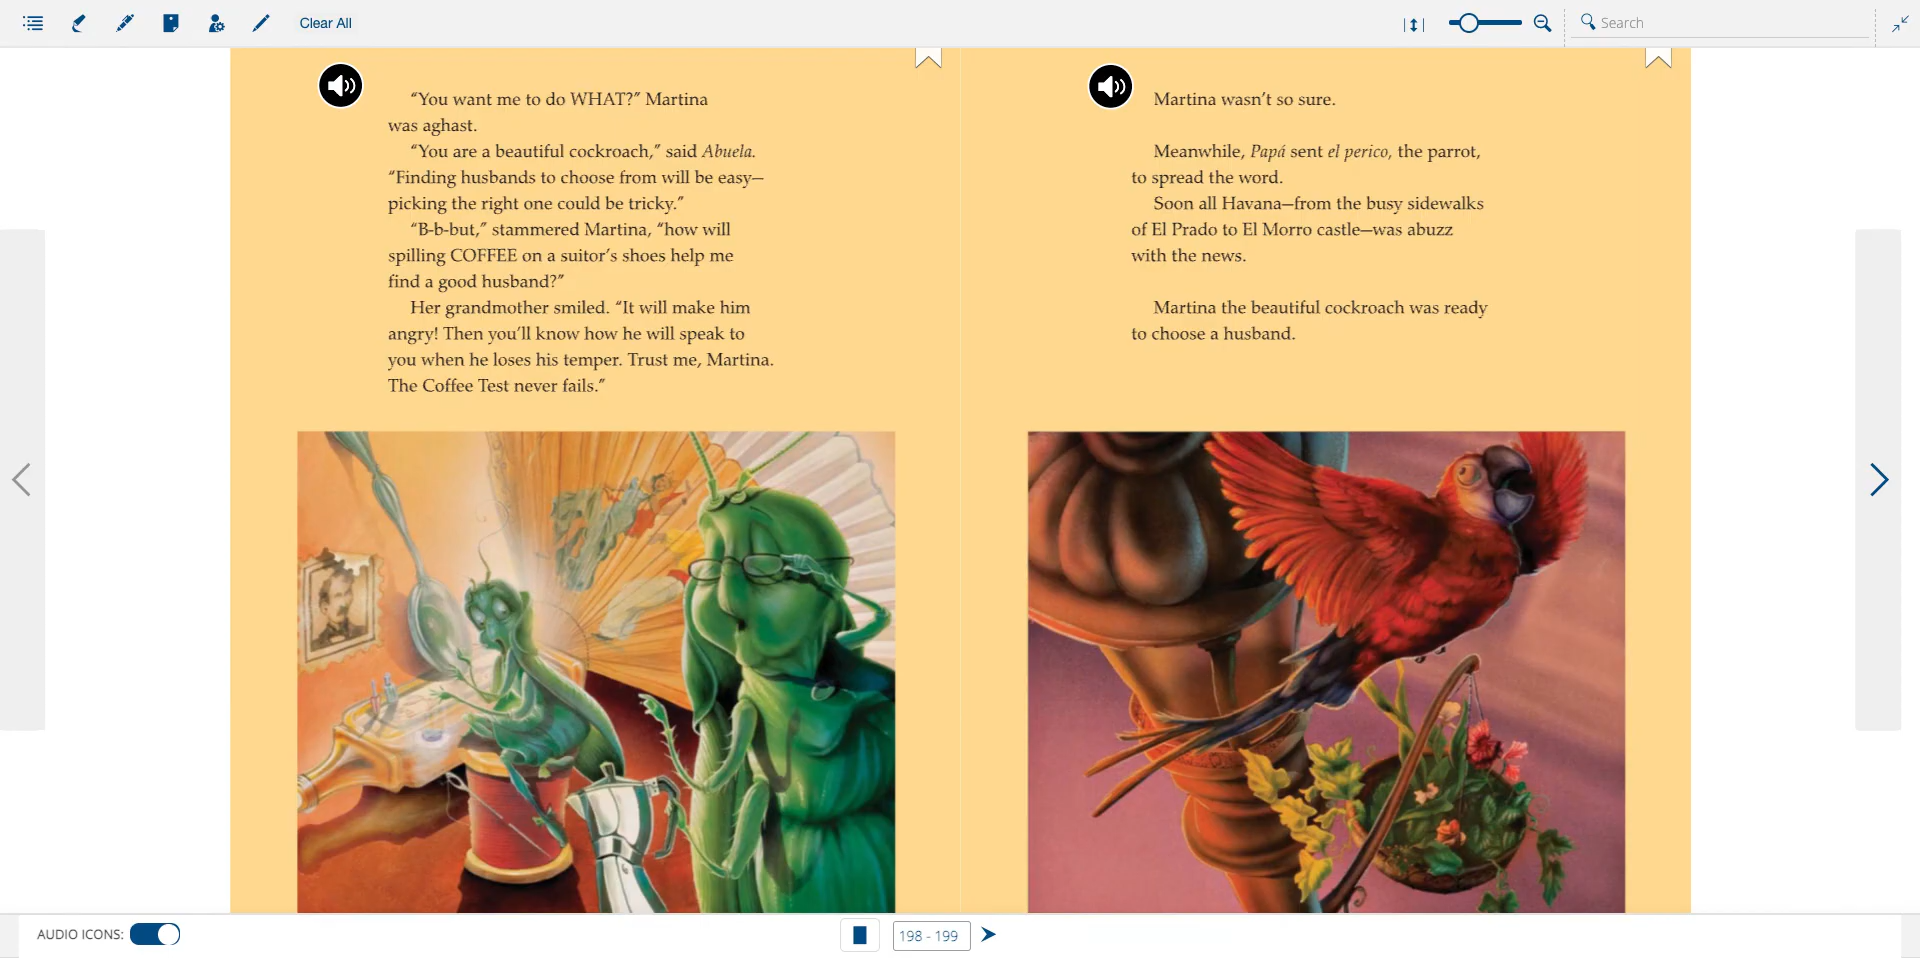 Clear All
Search
“You want me to do WHAT?” Martina
was aghast.
“You are a beautiful cockroach,” said Abuela.
“Finding husbands to choose from will be easy—
picking the right one could be tricky.”
“B-b-but,” stammered Martina, “how will
spilling COFFEE on a suitor’s shoes help me
find a good husband?”
Her grandmother smiled. “It will make him
angry! Then you’ll know how he will speak to
you when he loses his temper. Trust me, Martina.
The Coffee Test never fails.”
Martina wasn’t so sure.
Meanwhile, Papá sent el perico, the parrot,
to spread the word.
Soon all Havana—from the busy sidewalks
of El Prado to El Morro castle—was abuzz
with the news.
Martina the beautiful cockroach was ready
to choose a husband.
AUDIO ICONS:
198 - 199